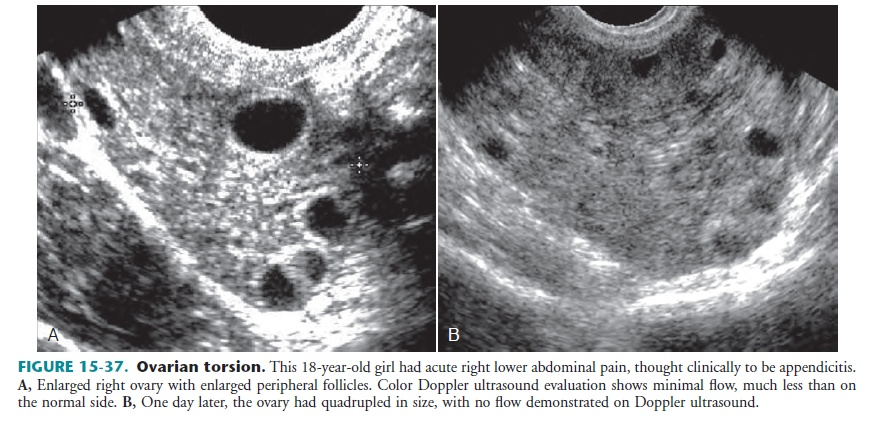 A
B
FIGURE 15-37. Ovarian torsion. This 18-year-old girl had acute right lower abdominal pain, thought clinically to be appendicitis.
A, Enlarged right ovary with enlarged peripheral follicles. Color Doppler ultrasound evaluation shows minimal flow, much less than on
the normal side. B, One day later, the ovary had quadrupled in size, with no flow demonstrated on Doppler ultrasound.